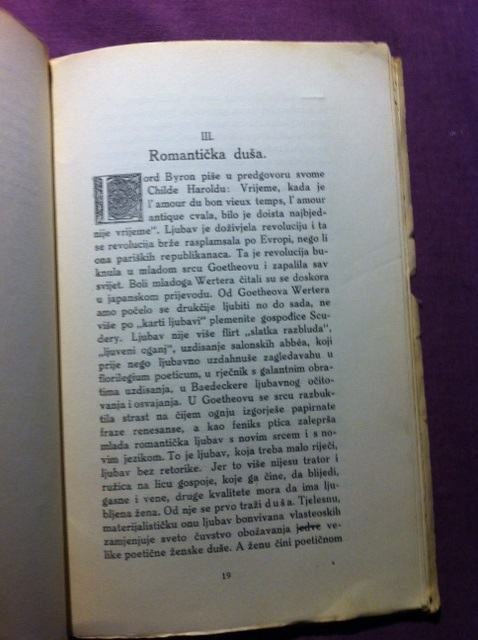 III.
Romantička duša.
Lord Byron piše u predgovoru svome
Childe Haroldu: Vrijeme, kada je
l'amour du bon vieux temps, l'amour
antique cvala, bilo je doista najbjed-
nije vrijeme“. Ljubav je doživjela revoluciju i ta
se revolucija brže rasplamsala po Evropi, nego li
ona pariških republikanaca. Ta je revolucija bu-
knula u mladom srcu Goetheovu i zapalila sav
svijet. Boli mladoga Wertera čitali su se doskora
u japanskom prijevodu. Od Goetheova Wertera
amo počelo se drukčije ljubiti no do sada, ne
više po „karti ljubavi“ plemenite gospodice Scu-
dery. Ljubav nije više flirt „slatka razbluda“,
„ljuveni oganj“, uzdisanje salonskih abbéa, koji
prije nego ljubavno uzdahnuše zagledavahu u
florilegium poeticum, u rječnik s galantnim obra-
tima uzdisanja, u Baedeckere ljubavnog očito-
vanja i osvajanja. U Goetheovu se srcu razbuk-
tila strast na čijem ognju izgorješe papirnate
fraze renesanse, a kao feniks ptica zaleprša
mlada romantička ljubav s novim srcem i s no-
vim jezikom. To je ljubav, koja treba malo riječi,
ljubav bez retorike. Jer to više nijesu trator i
ružica na licu gospoje, koje ga čine, da blijedi,
gasne i vene, druge kvalitete mora da ima lju-
bljena žena. Od nje se prvo traži duša. Tjelesnu,
materijalističku onu ljubav bonvivana vlasteoskih
zamjenjuje sveto čuvstvo obožavanja jedve ve-
like poetične ženske duše. A ženu čini poetičnom
19